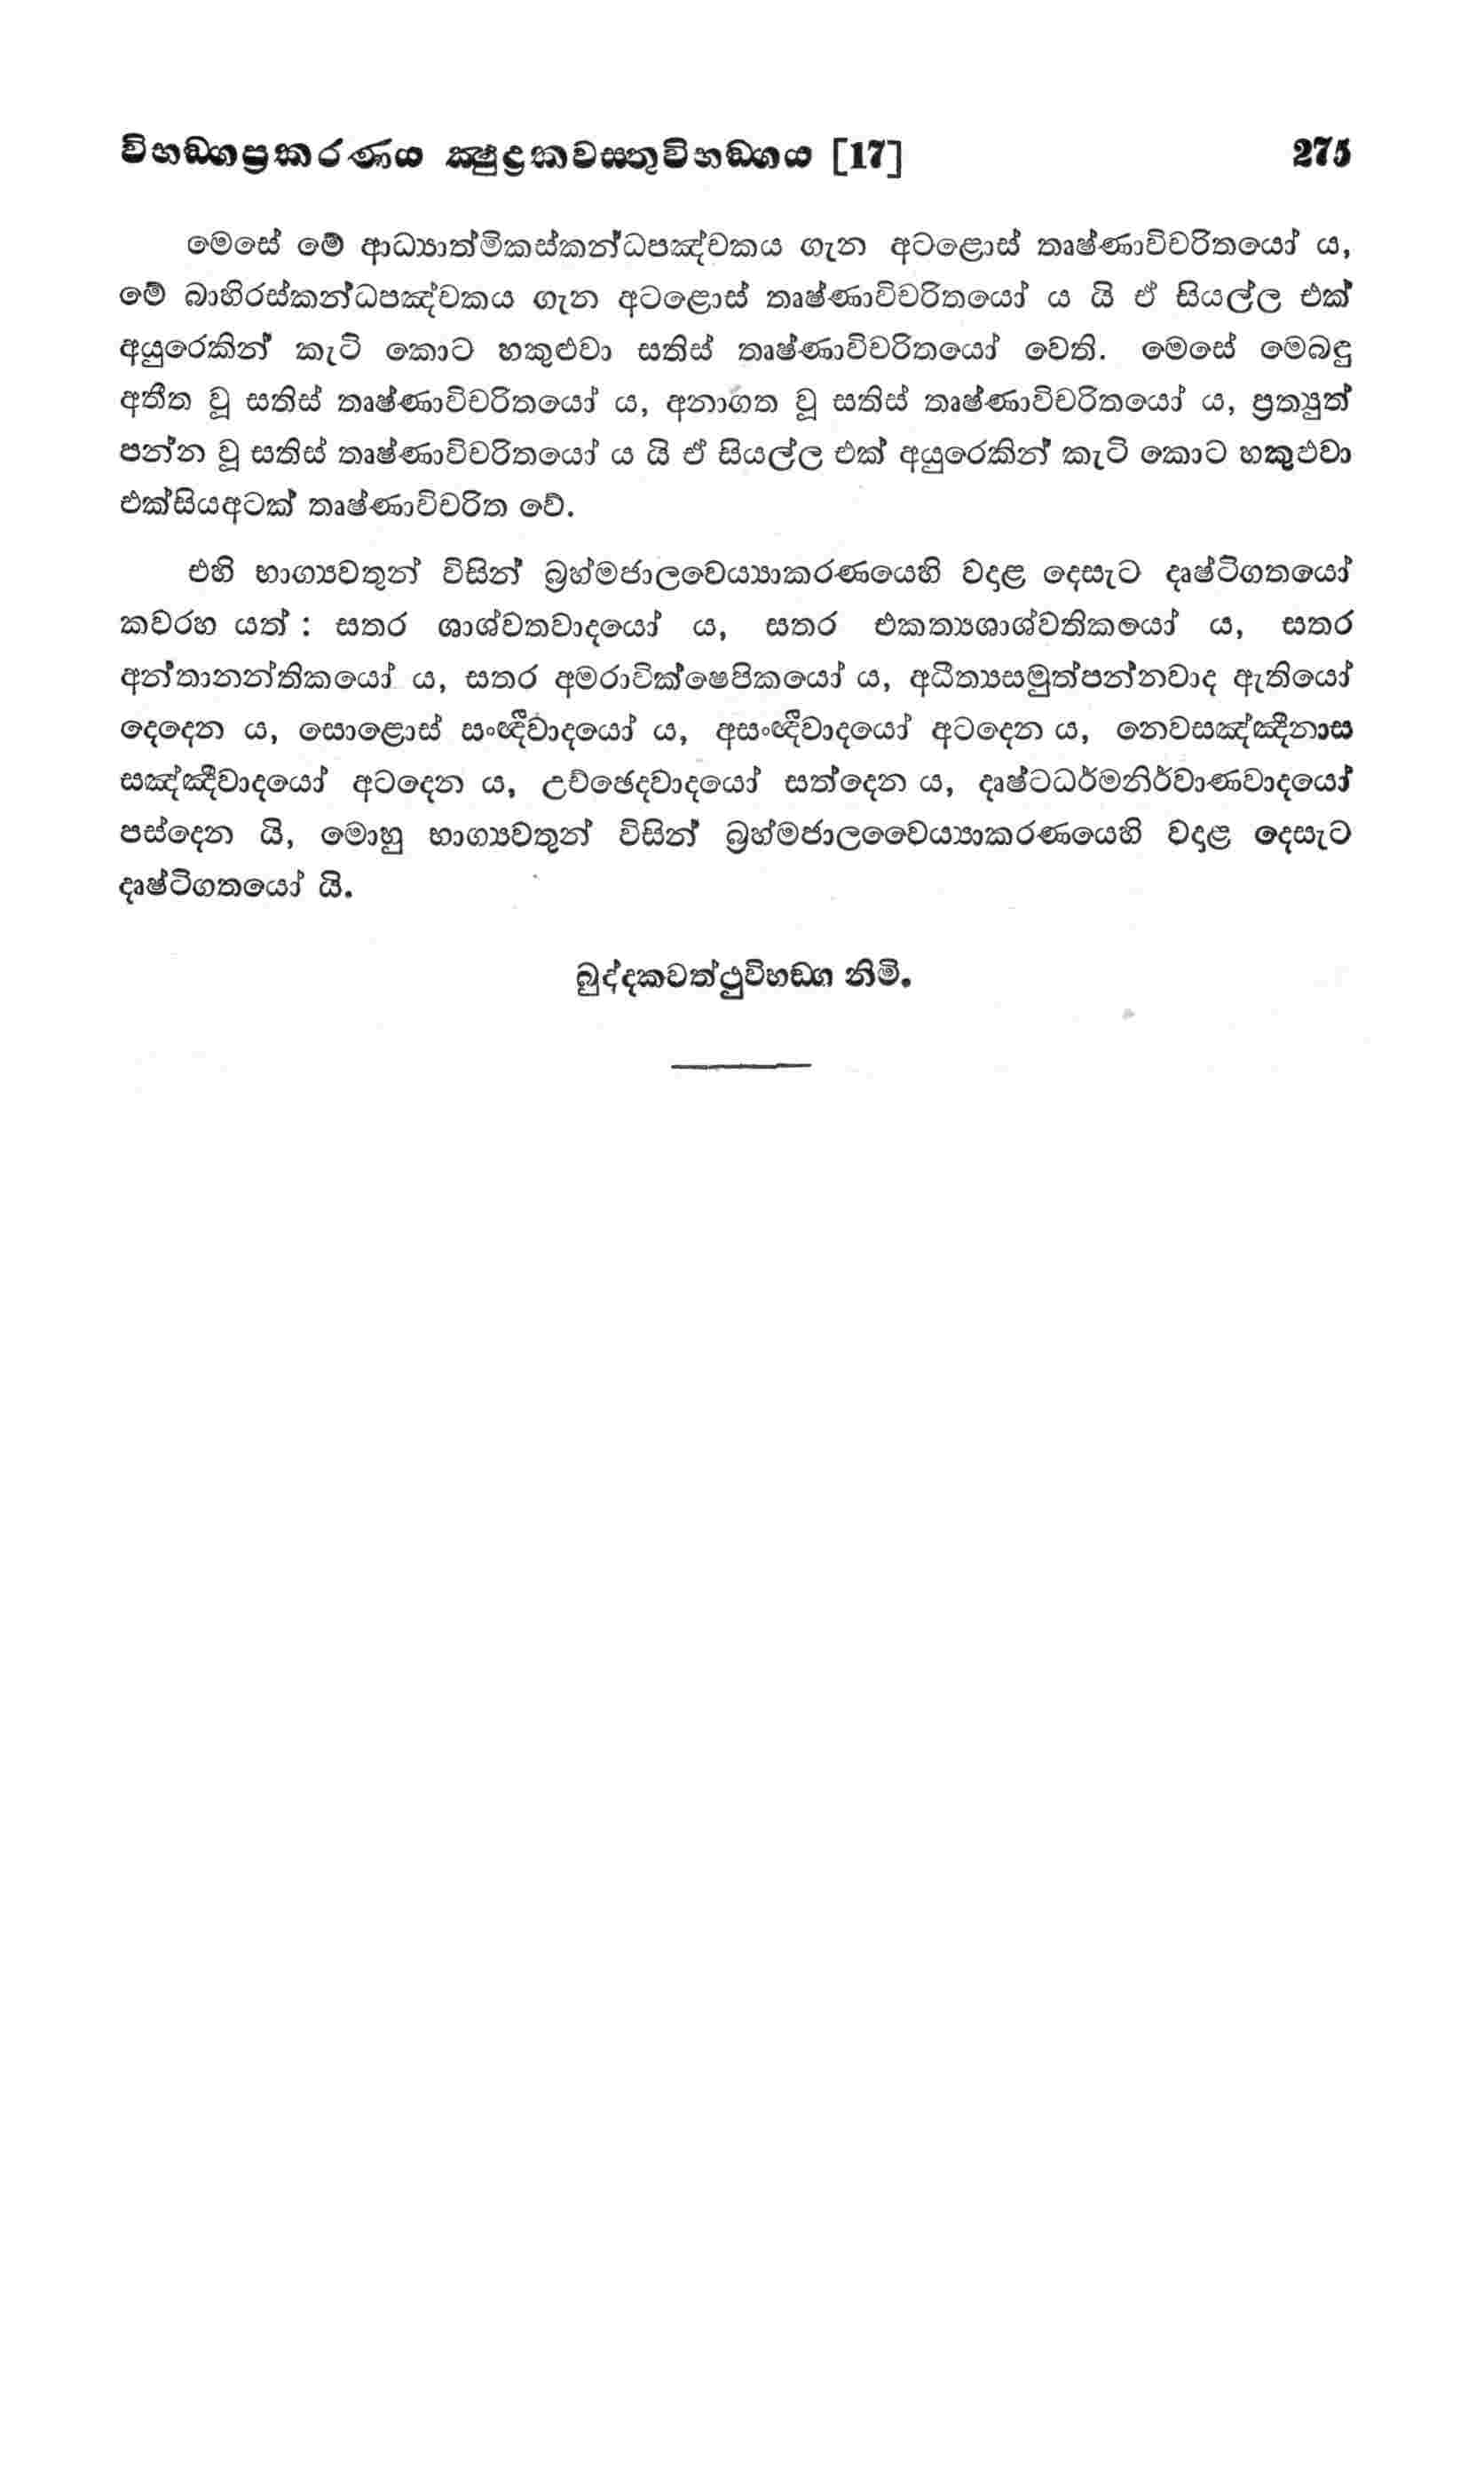 විභඞ්ගප්‍රකරණය ක්‍ෂුද්‍රකවස්තුවිභඞ්ගය [17] 275
මෙසේ මේ ආධ්‍යාත්මිකස්කන්ධපඤ්චකය ගැන අටළොස් තෘෂ්ණාවිචරිතයෝ ය,
මේ බාහිරස්කන්ධපඤ්චකය ගැන අටළොස් තෘෂ්ණාවිචරිතයෝ ය යි ඒ සියල්ල එක්
අයුරෙකින් කැටි කොට හකුළුවා සතිස් තෘෂ්ණාවිචරිතයෝ වෙති. මෙසේ මෙබඳු
අතීත වූ සතිස් තෘෂ්ණාවිචරිතයෝ ය, අනාගත වූ සතිස් තෘෂ්ණාවිචරිතයෝ ය, ප්‍රත්‍යුත්
පන්න වූ සතිස් තෘෂ්ණාවිචරිතයෝ ය යි ඒ සියල්ල එක් අයුරෙකින් කැටි කොට හකුළුවා
එක්සියඅටක් තෘෂ්ණාවිචරිත වේ.
එහි භාග්‍යවතුන් විසින් බ්‍රහ්මජාලවෙය්‍යාකරණයෙහි වදාළ දෙසැට දෘෂ්ටිගතයෝ
කවරහ යත් : සතර ශාශ්වතවාදයෝ ය, සතර එකත්‍යශාශ්වතිකයෝ ය, සතර
අන්තානන්තිකයෝ ය, සතර අමරාවික්ෂෙපිකයෝ ය, අධීත්‍යසමුත්පන්නවාද ඇතියෝ
දෙදෙන ය, සොළොස් සංඥීවාදයෝ ය, අසංඥීවාදයෝ අටදෙන ය, නෙවසඤ්ඤීනාස
සඤ්ඤීවාදයෝ අටදෙන ය, උච්ඡෙදවාදයෝ සත්දෙන ය, දෘෂ්ටධර්මනිර්වාණවාදයෝ
පස්දෙන යි, මොහු භාග්‍යවතුන් විසින් බ්‍රහ්මජාලවෛය්‍යාකරණයෙහි වදාළ දෙසැට
දෘෂ්ටිගතයෝ යි.
ඛුද්දකවත්ථුවිභඞ්ග නිමි.